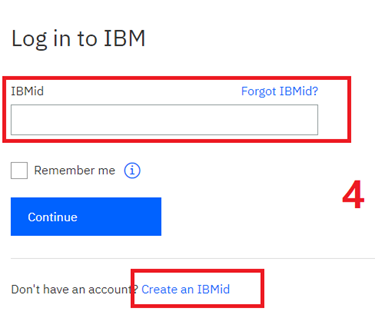 Log in to IBM
IBMid Forgot IBMid?
Remember me
Continue
4
Don't have an account? Create an IBMid